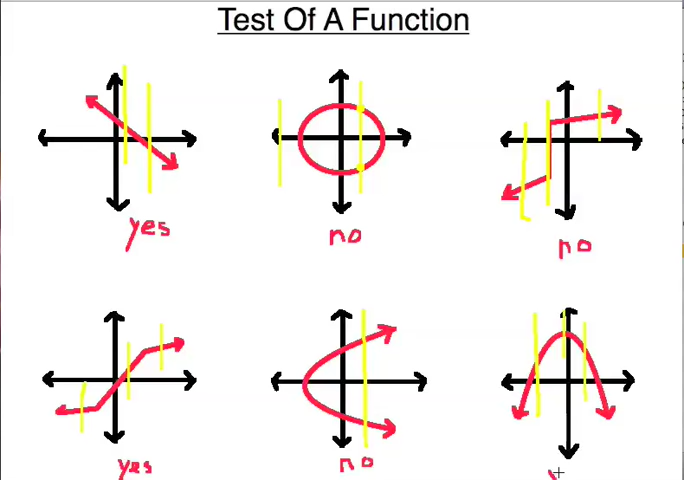 Test Of A Function
yes
no
no
yes
no